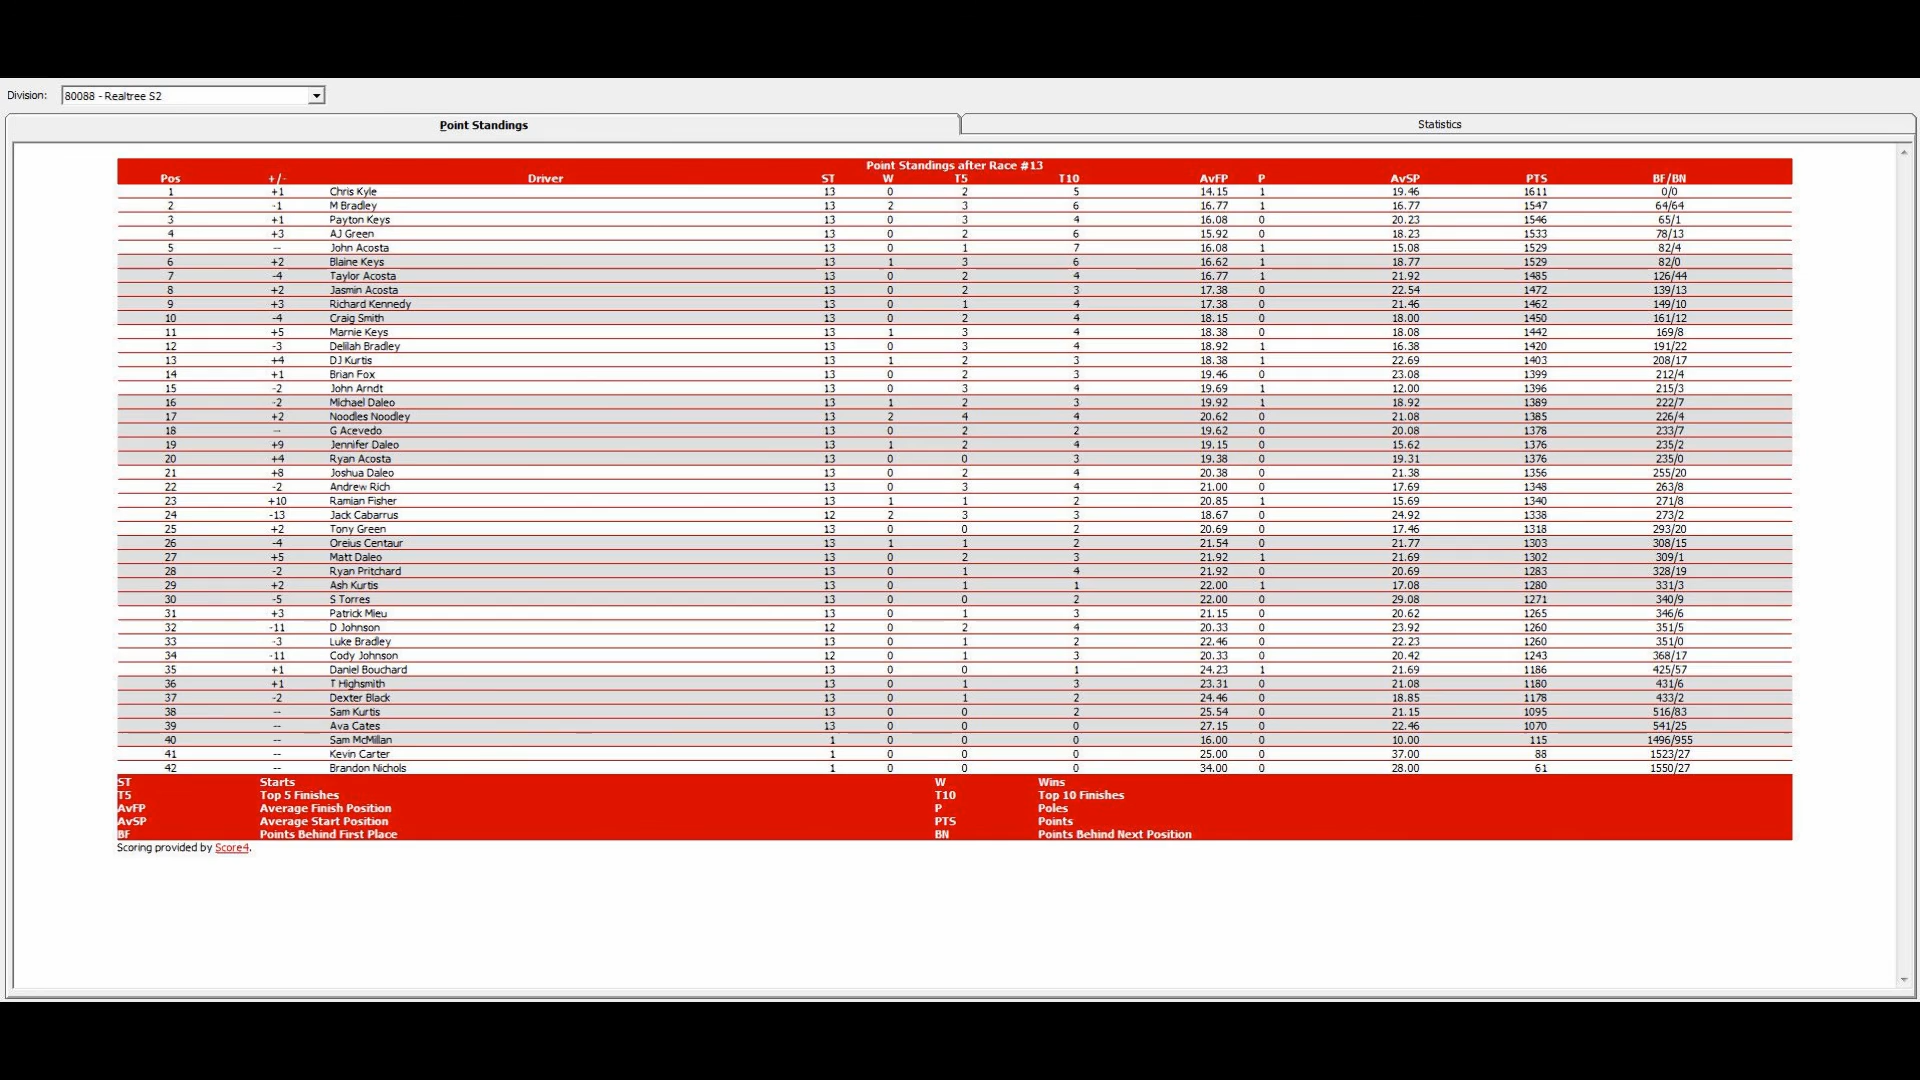 Division: 80088 - Realtree S2
Point Standings Statistics
Point Standings after Race #13
Pos +/- Driver ST W T5 T10 AvFP P AvSP PTS BF/BN
1 +1 Chris Kyle 13 0 2 5 14.15 1 19.46 1611 0/0
2 -1 M Bradley 13 2 3 6 16.77 1 16.77 1547 64/64
3 +1 Payton Keys 13 0 3 4 16.08 0 20.23 1546 65/1
4 +3 AJ Green 13 0 2 6 15.92 0 18.23 1533 78/13
5 -- John Acosta 13 0 1 7 16.08 1 15.08 1529 82/4
6 +2 Blaine Keys 13 1 3 6 16.62 1 18.77 1529 82/0
7 -4 Taylor Acosta 13 0 2 4 16.77 1 21.92 1485 126/44
8 +2 Jasmin Acosta 13 0 2 3 17.38 0 22.54 1472 139/13
9 +3 Richard Kennedy 13 0 1 4 17.38 0 21.46 1462 149/10
10 -4 Craig Smith 13 0 2 4 18.15 0 18.00 1450 161/12
11 +5 Marnie Keys 13 1 3 4 18.38 0 18.08 1442 169/8
12 -3 Delilah Bradley 13 0 3 4 18.92 1 16.38 1420 191/22
13 +4 DJ Kurtis 13 1 2 3 18.38 1 22.69 1403 208/17
14 +1 Brian Fox 13 0 2 3 19.46 0 23.08 1399 212/4
15 -2 John Arndt 13 0 3 4 19.69 1 12.00 1396 215/3
16 -2 Michael Daleo 13 1 2 3 19.92 1 18.92 1389 222/7
17 +2 Noodles Noodley 13 2 4 4 20.62 0 21.08 1385 226/4
18 -- G Acevedo 13 0 2 2 19.62 0 20.08 1378 233/7
19 +9 Jennifer Daleo 13 1 2 4 19.15 0 15.62 1376 235/2
20 +4 Ryan Acosta 13 0 0 3 19.38 0 19.31 1376 235/0
21 +8 Joshua Daleo 13 0 2 4 20.38 0 21.38 1356 255/20
22 -2 Andrew Rich 13 0 3 4 21.00 0 17.69 1348 263/8
23 +10 Ramian Fisher 13 1 1 2 20.85 1 15.69 1340 271/8
24 -13 Jack Cabarrus 12 2 3 3 18.67 0 24.92 1338 273/2
25 +2 Tony Green 13 0 0 2 20.69 0 17.46 1318 293/20
26 -4 Oreius Centaur 13 1 1 2 21.54 0 21.77 1303 308/15
27 +5 Matt Daleo 13 0 2 3 21.92 1 21.69 1302 309/1
28 -2 Ryan Pritchard 13 0 1 4 21.92 0 20.69 1283 328/19
29 +2 Ash Kurtis 13 0 1 1 22.00 1 17.08 1280 331/3
30 -5 S Torres 13 0 0 2 22.00 0 29.08 1271 340/9
31 +3 Patrick Mieu 13 0 1 3 21.15 0 20.62 1265 346/6
32 -11 D Johnson 12 0 2 4 20.33 0 23.92 1260 351/5
33 -3 Luke Bradley 13 0 1 2 22.46 0 22.23 1260 351/0
34 -11 Cody Johnson 12 0 1 3 20.33 0 20.42 1243 368/17
35 +1 Daniel Bouchard 13 0 0 1 24.23 1 21.69 1186 425/57
36 +1 T Highsmith 13 0 1 3 23.31 0 21.08 1180 431/6
37 -2 Dexter Black 13 0 1 2 24.46 0 18.85 1178 433/2
38 -- Sam Kurtis 13 0 0 2 25.54 0 21.15 1095 516/83
39 -- Ava Cates 13 0 0 0 27.15 0 22.46 1070 541/25
40 -- Sam McMillan 1 0 0 0 16.00 0 10.00 115 1496/955
41 -- Kevin Carter 1 0 0 0 25.00 0 37.00 88 1523/27
42 -- Brandon Nichols 1 0 0 0 34.00 0 28.00 61 1550/27
ST Starts W Wins
T5 Top 5 Finishes T10 Top 10 Finishes
AvFP Average Finish Position P Poles
AvSP Average Start Position PTS Points
BF Points Behind First Place BN Points Behind Next Position
Scoring provided by Score4.